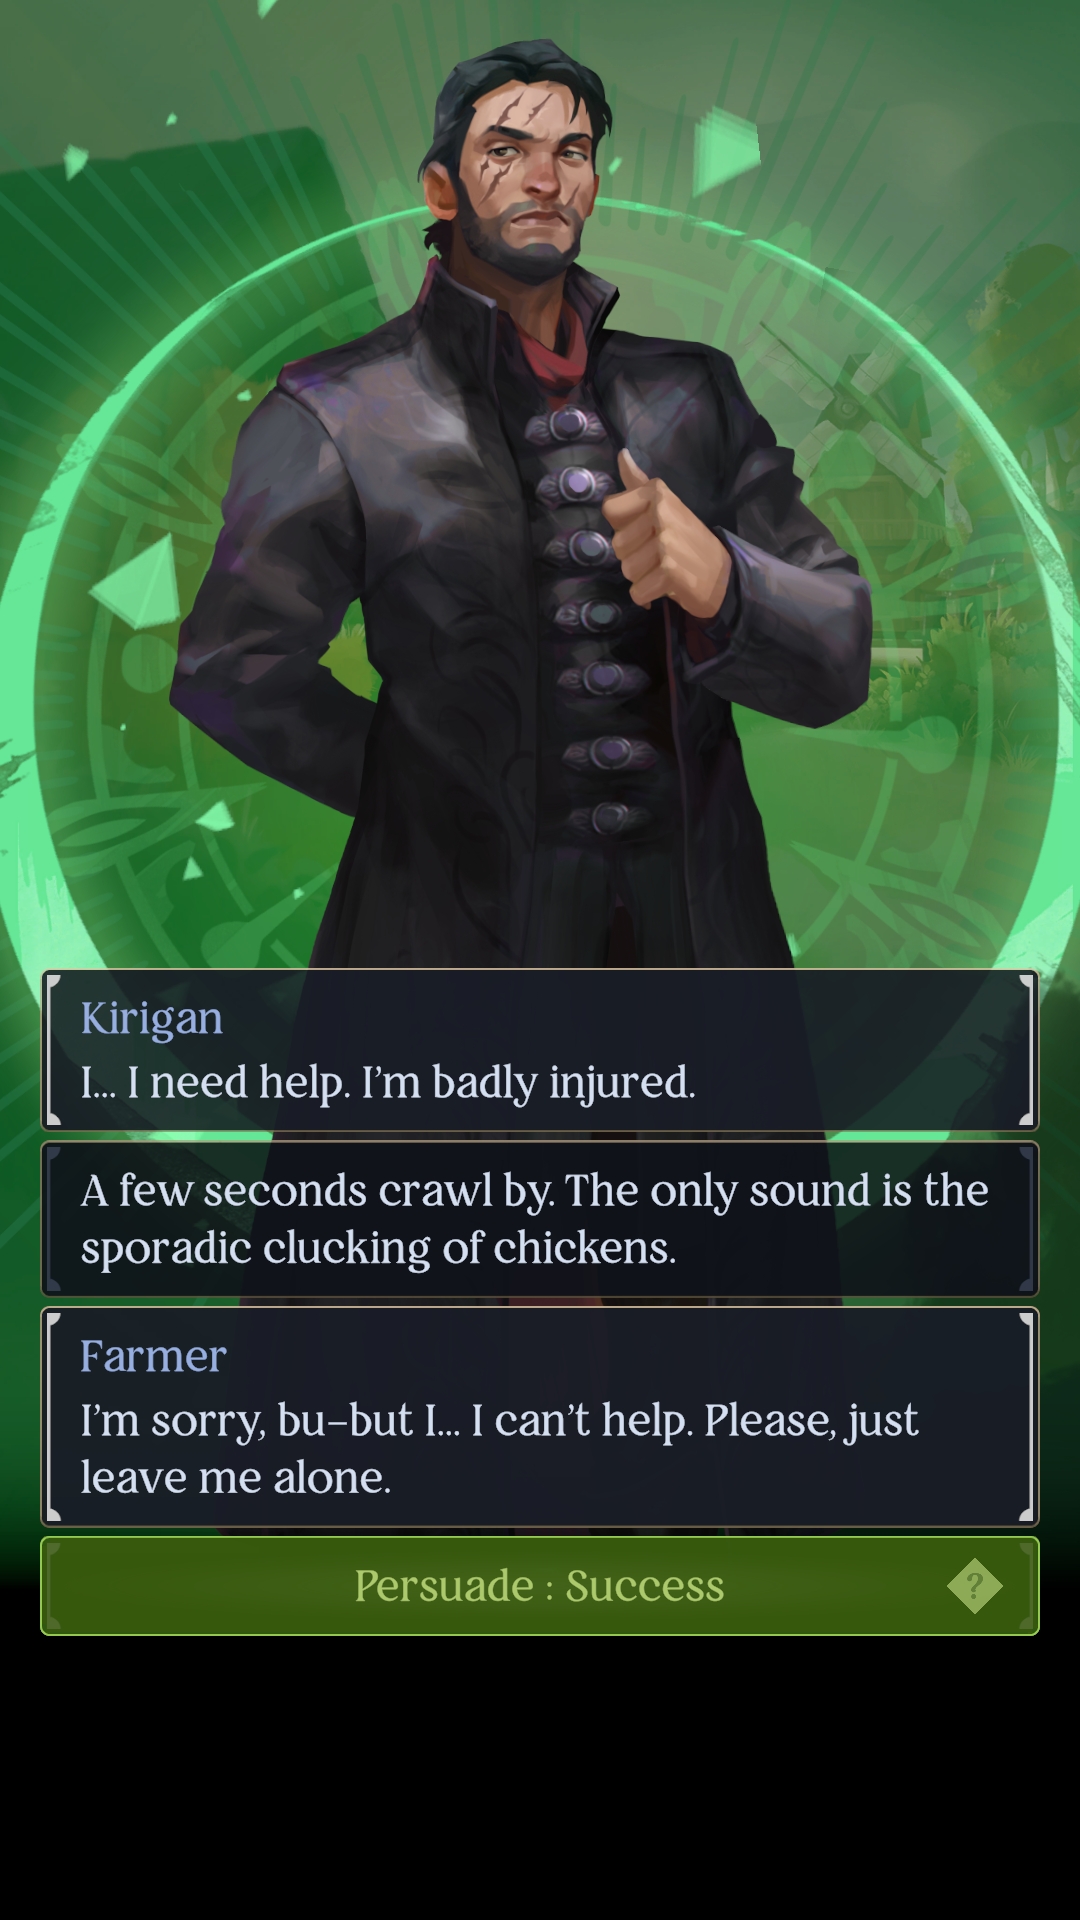 Kirigan
I... I need help. I’m badly injured.
A few seconds crawl by. The only sound is the
sporadic clucking of chickens.
Farmer
I’m sorry, bu–but I... I can’t help. Please, just
leave me alone.
Persuade : Success
?